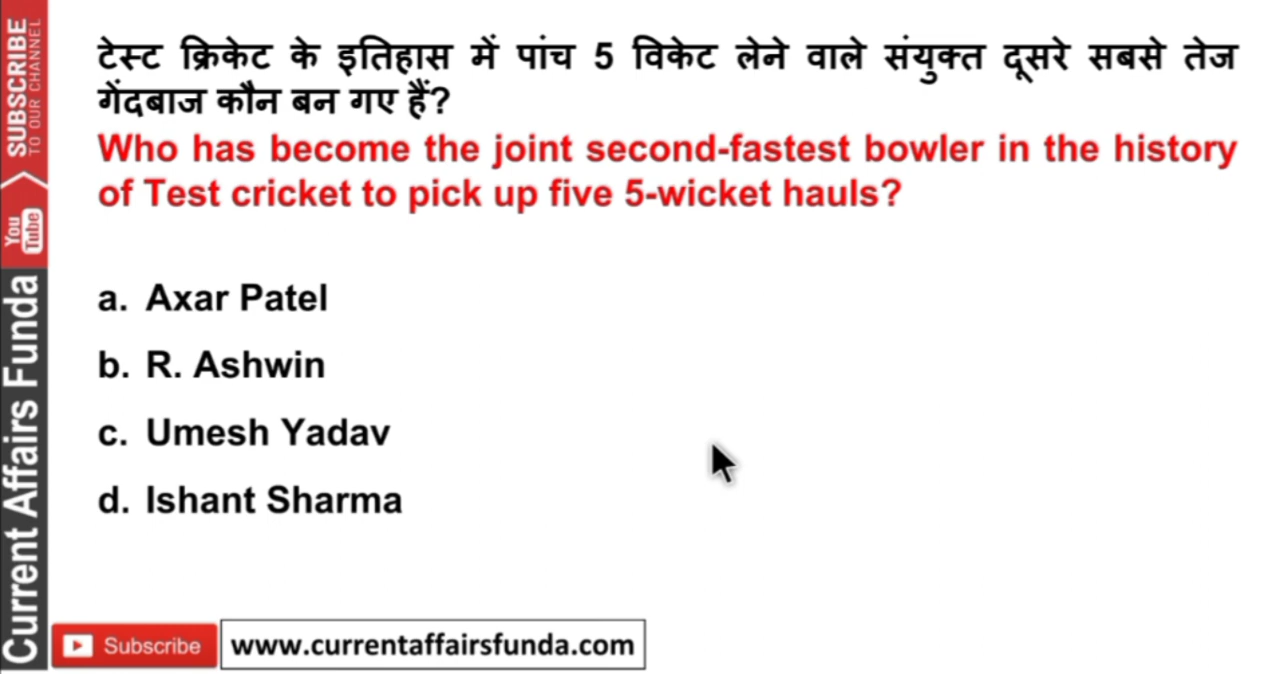 टेस्ट क्रिकेट के इतिहास में पांच 5 विकेट लेने वाले संयुक्त दूसरे सबसे तेज
गेंदबाज कौन बन गए हैं?
Who has become the joint second-fastest bowler in the history
of Test cricket to pick up five 5-wicket hauls?
a. Axar Patel
b. R. Ashwin
c. Umesh Yadav
d. Ishant Sharma
SUBSCRIBE
TO OUR CHANNEL
You
Tube
Current Affairs Funda
Subscribe
www.currentaffairsfunda.com